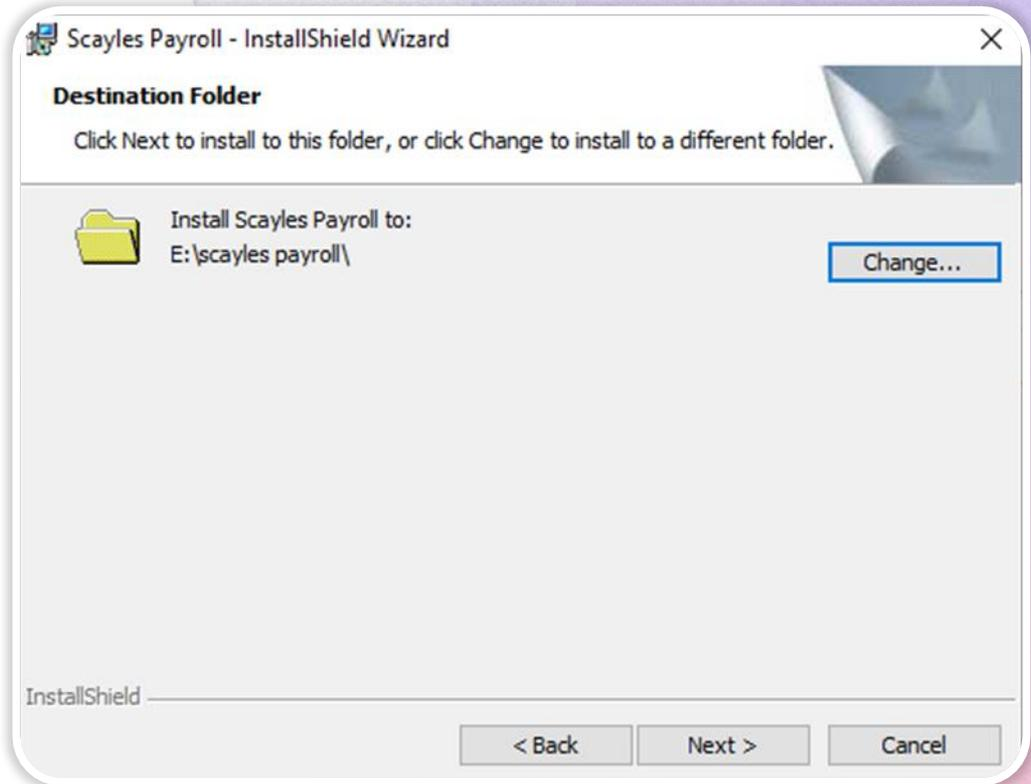 Scayles Payroll - InstallShield Wizard
Destination Folder
Click Next to install to this folder, or click Change to install to a different folder.
Install Scayles Payroll to:
E:\scayles payroll\
Change...
InstallShield
< Back
Next >
Cancel